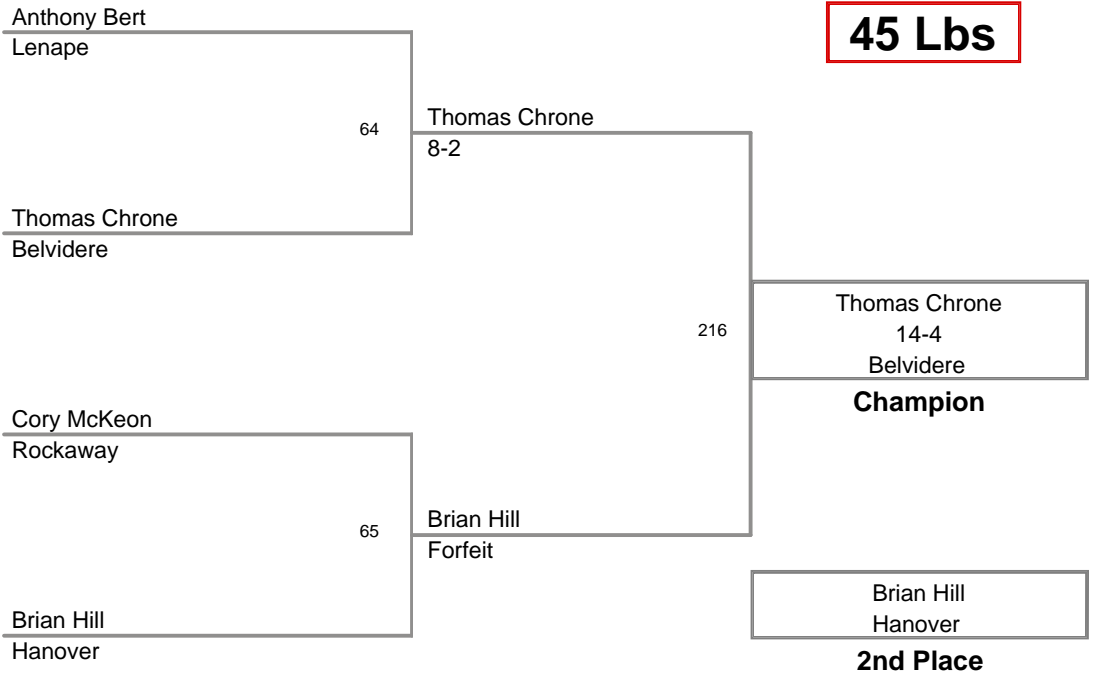 Anthony Bert
Lenape
45 Lbs
64
Thomas Chrone
8-2
Thomas Chrone
Belvidere
216
Thomas Chrone
14-4
Belvidere
Champion
Cory McKeon
Rockaway
65
Brian Hill
Forfeit
Brian Hill
Hanover
Brian Hill
Hanover
2nd Place